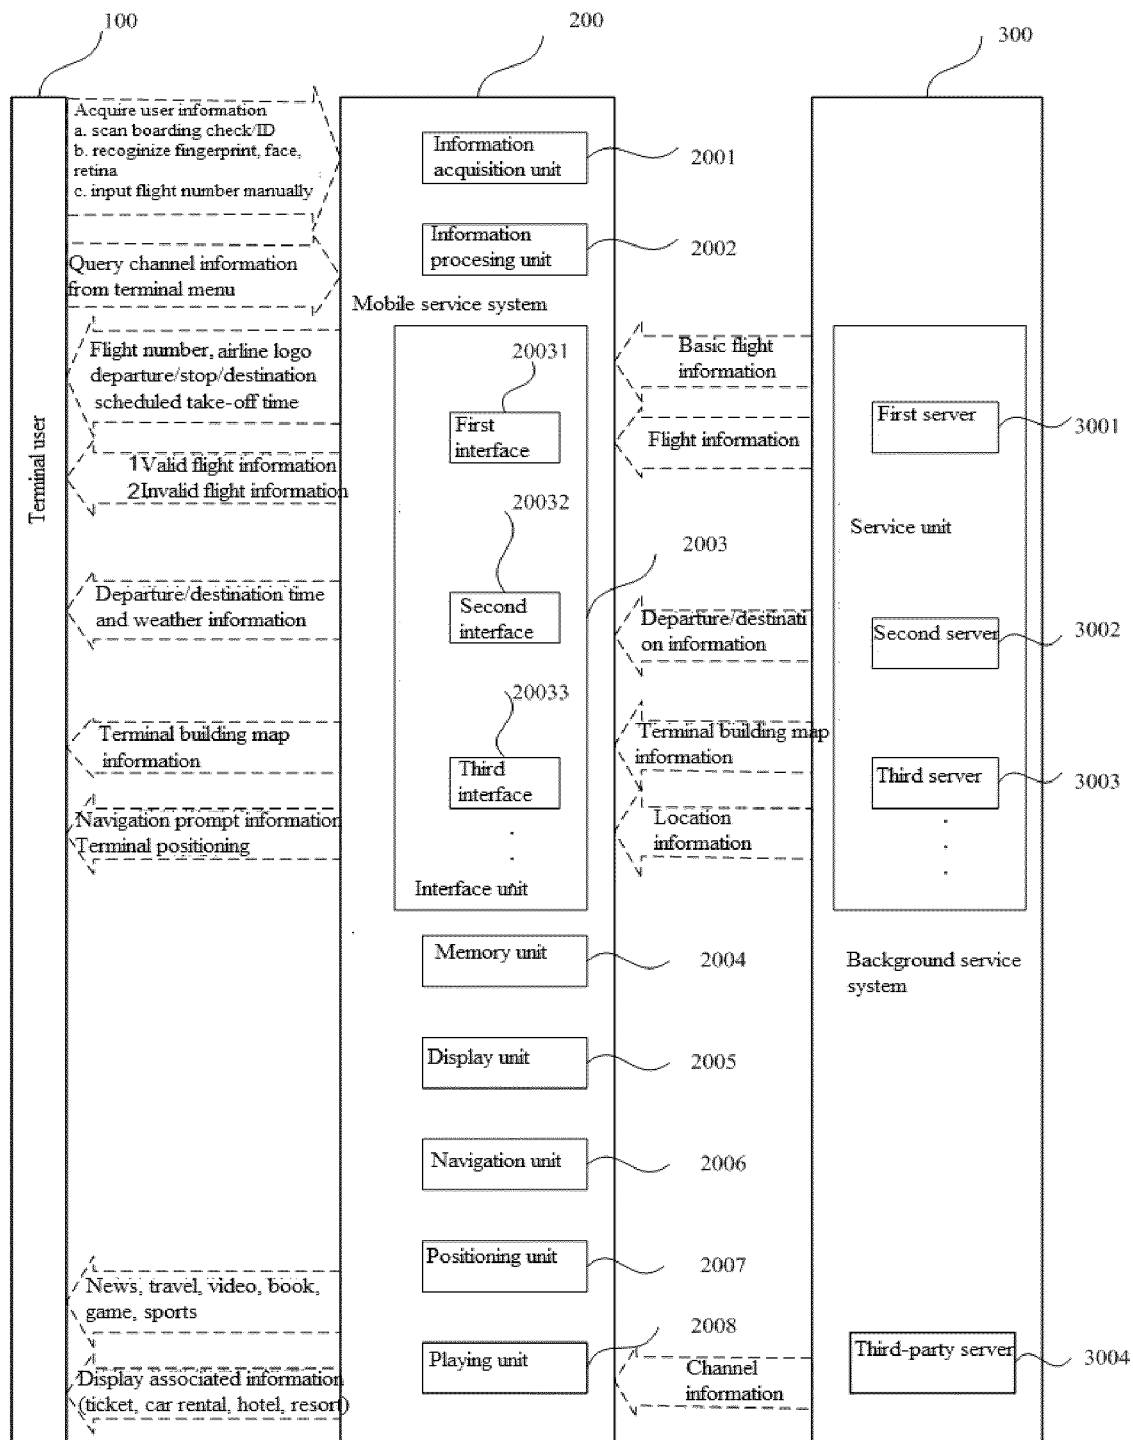 100
200
300
Acquire user information
a. scan boarding check/ID
b. recoginize fingerprint, face,
retina
c. input flight number manually
Query channel information
from terminal menu
Flight number, airline logo
departure/stop/destination
scheduled take-off time
1 Valid flight information
2 Invalid flight information
Terminal user
Departure/destination time
and weather information
Terminal building map
information
Navigation prompt information
Terminal positioning
News, travel, video, book,
game, sports
Display associated information
(ticket, car rental, hotel, resort)
Information
acquisition unit
2001
Information
procesing unit
2002
Mobile service system
20031
First
interface
20032
Second
interface
2003
20033
Third
interface
Interface unit
Memory unit
2004
Display unit
2005
Navigation unit
2006
Positioning unit
2007
Playing unit
2008
Basic flight
information
Flight information
Departure/destinati
on information
Terminal building map
information
Location
information
Channel
information
First server
3001
Service unit
Second server
3002
Third server
3003
Background service
system
Third-party server
3004